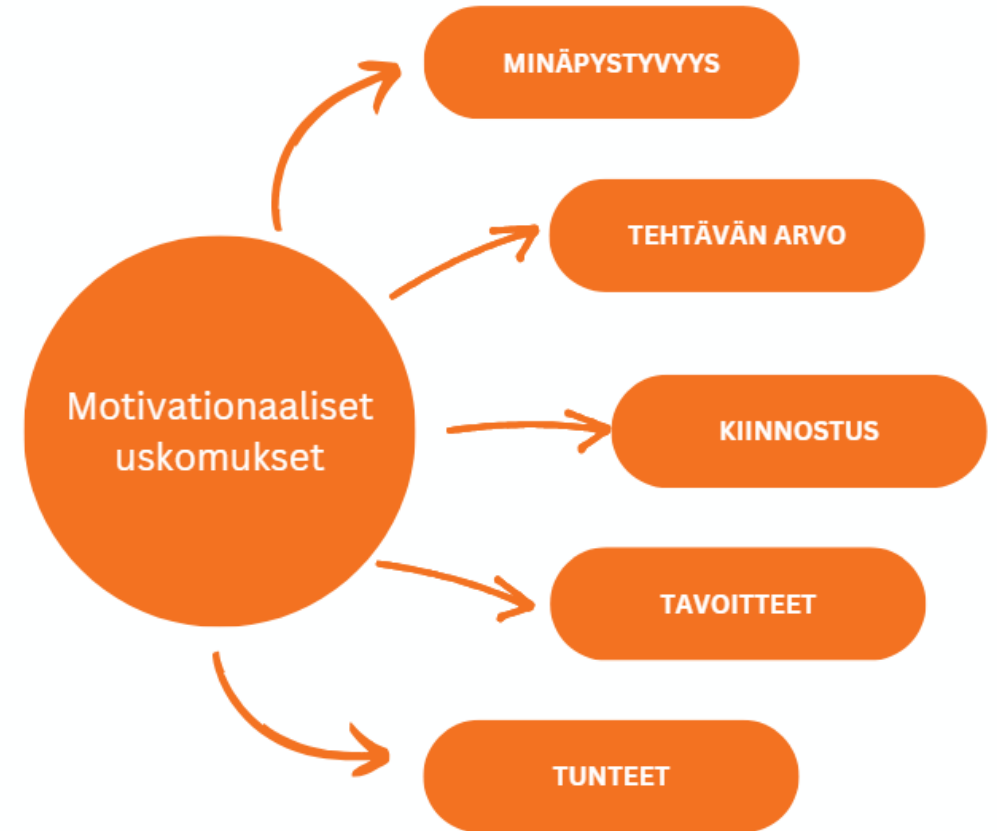 MINÄPYSTYVYYS
TEHTÄVÄN ARVO
Motivationaaliset
uskomukset
KIINNOSTUS
TAVOITTEET
TUNTEET